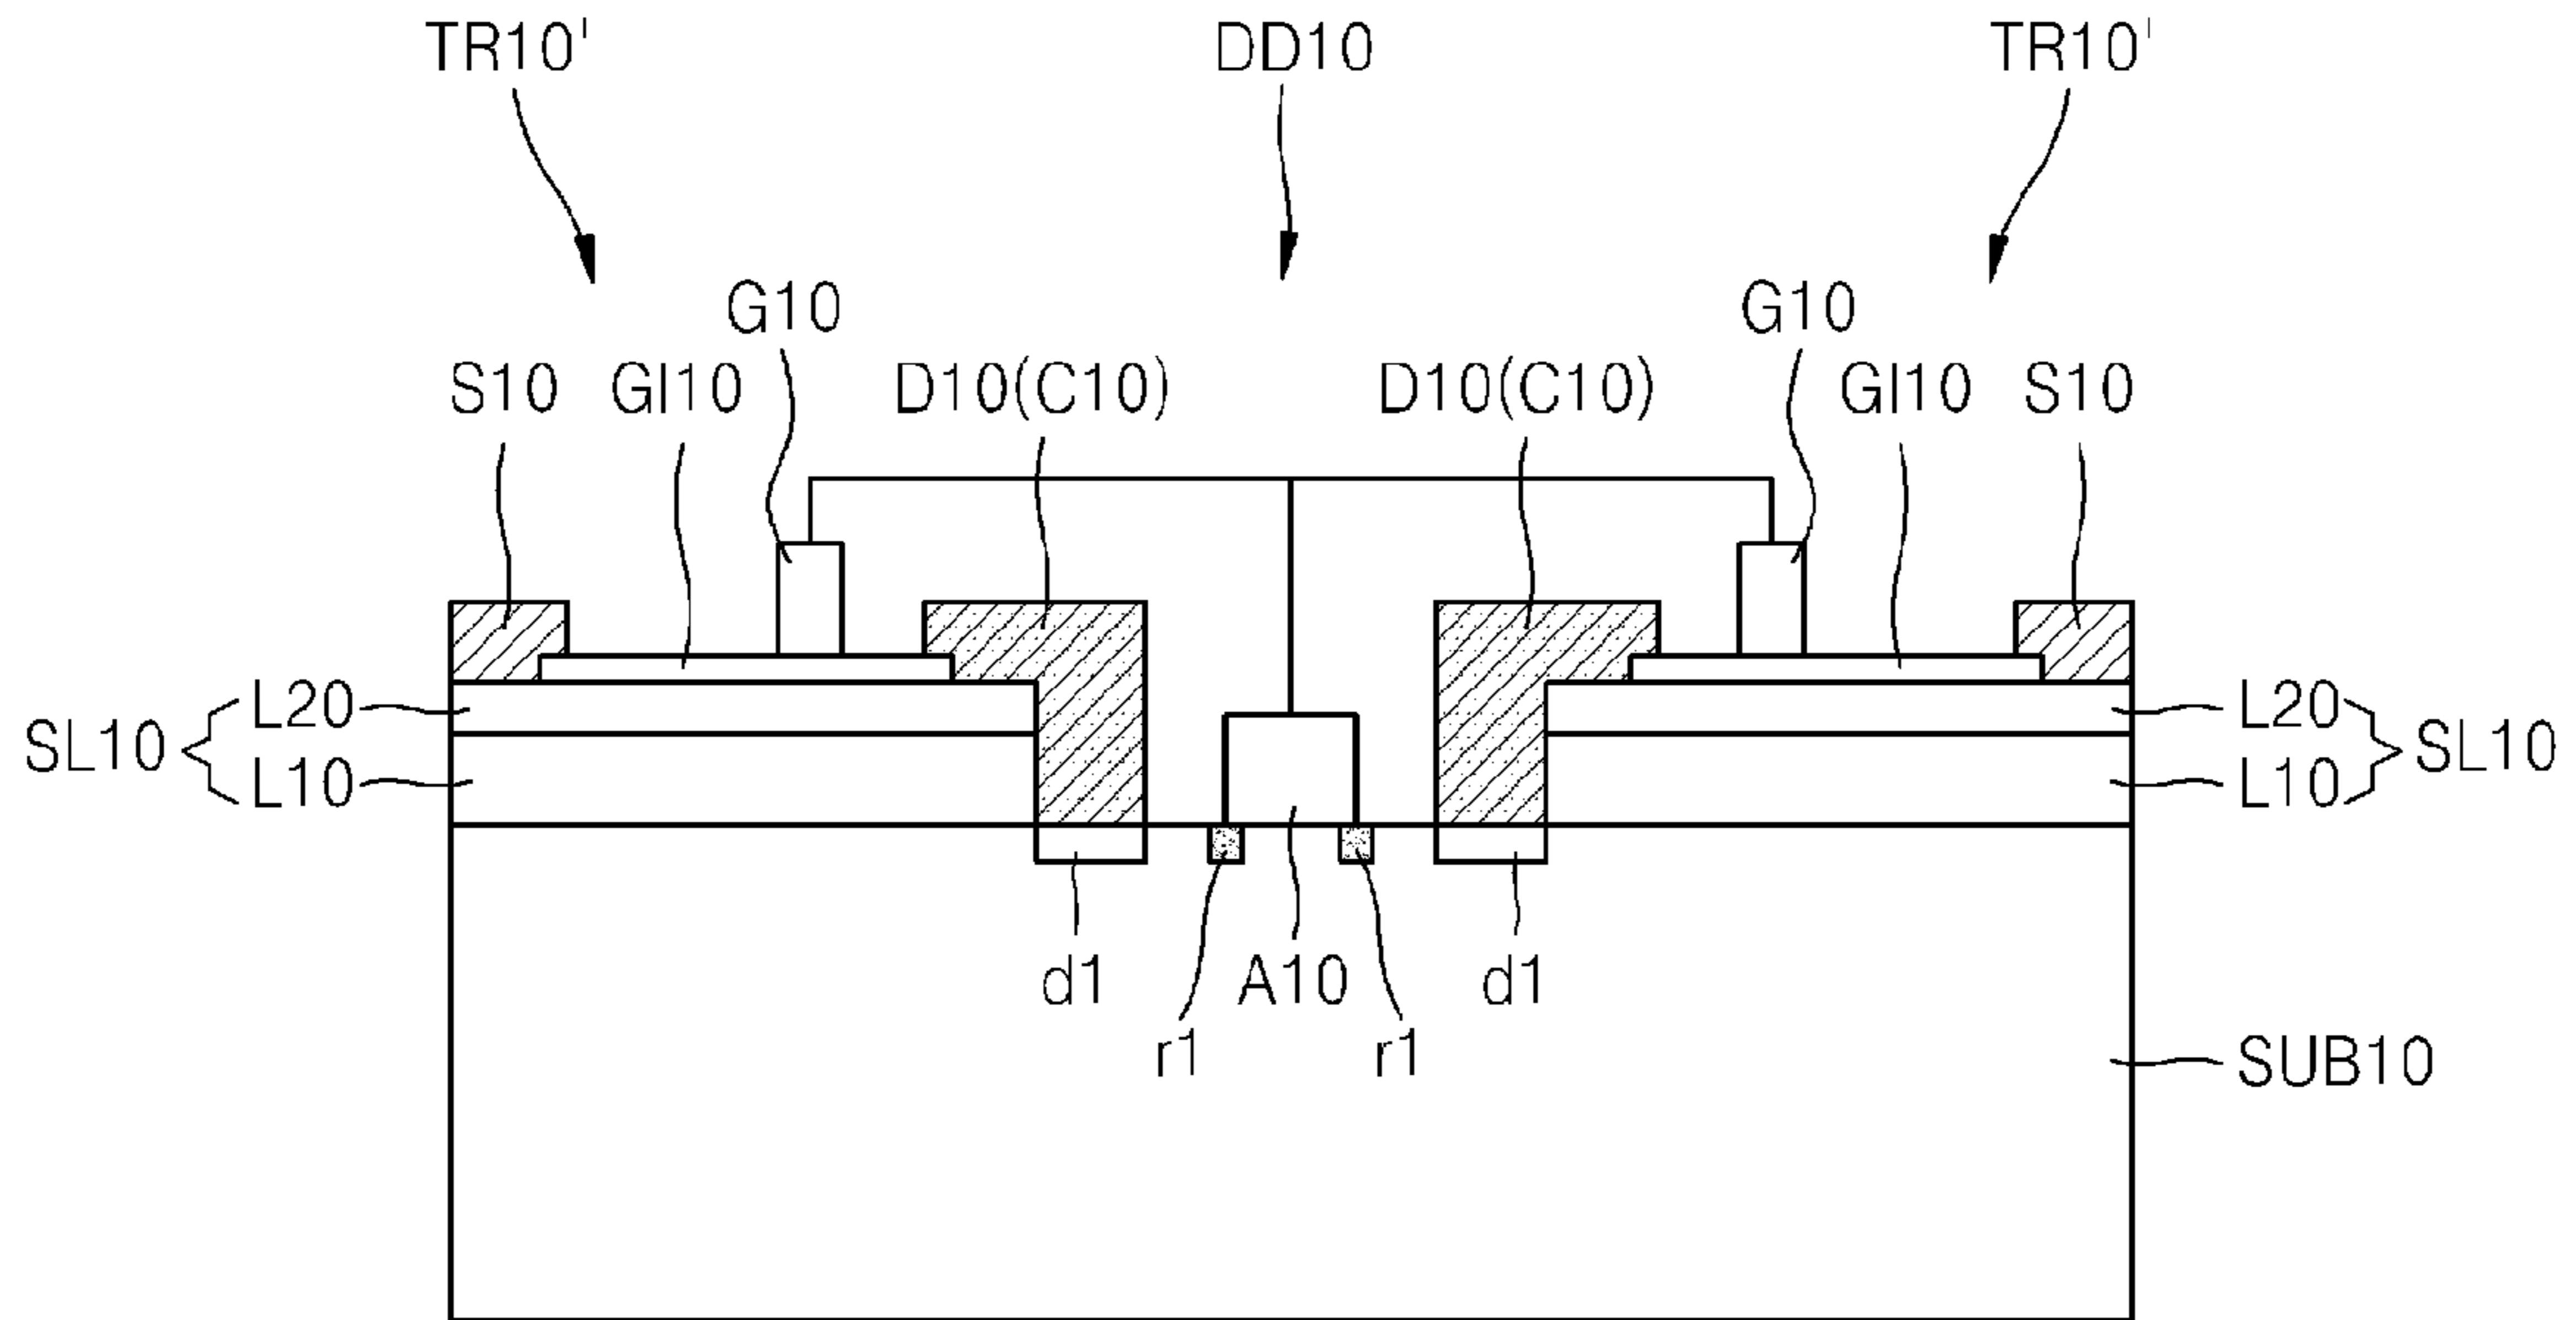 TR10' DD10 TR10'
G10 G10
S10 GI10 D10(C10) D10(C10) GI10 S10
L20 L20
SL10 SL10
L10 L10
d1 A10 d1
r1 r1
SUB10